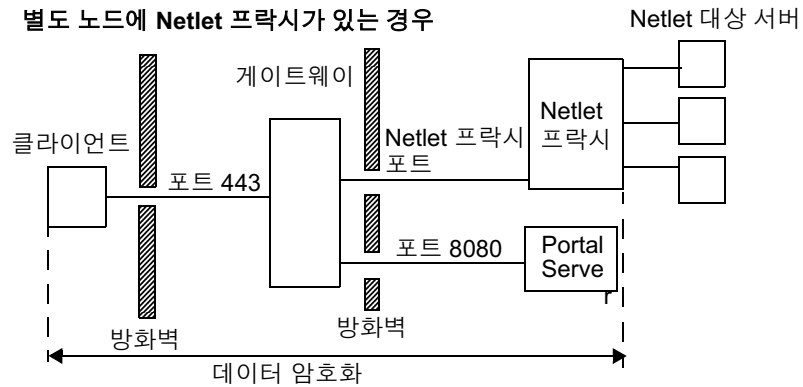 별도 노드에 Netlet 프락시가 있는 경우
Netlet 대상 서버
게이트웨이
클라이언트
포트 443
Netlet 프락시
포트
Netlet
프락시
포트 8080
Portal
Serve
r
방화벽
방화벽
데이터 암호화